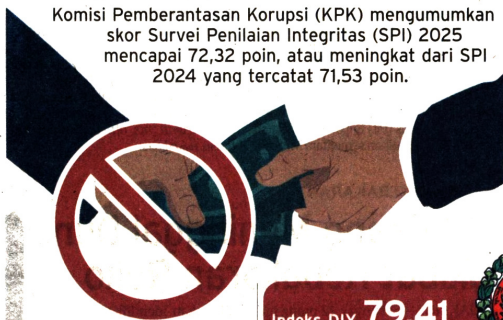 Komisi Pemberantasan Korupsi (KPK) mengumumkan
skor Survei Penilaian Integritas (SPI) 2025
mencapai 72,32 poin, atau meningkat dari SPI
2024 yang tercatat 71,53 poin.
Indeks DIY 79,41